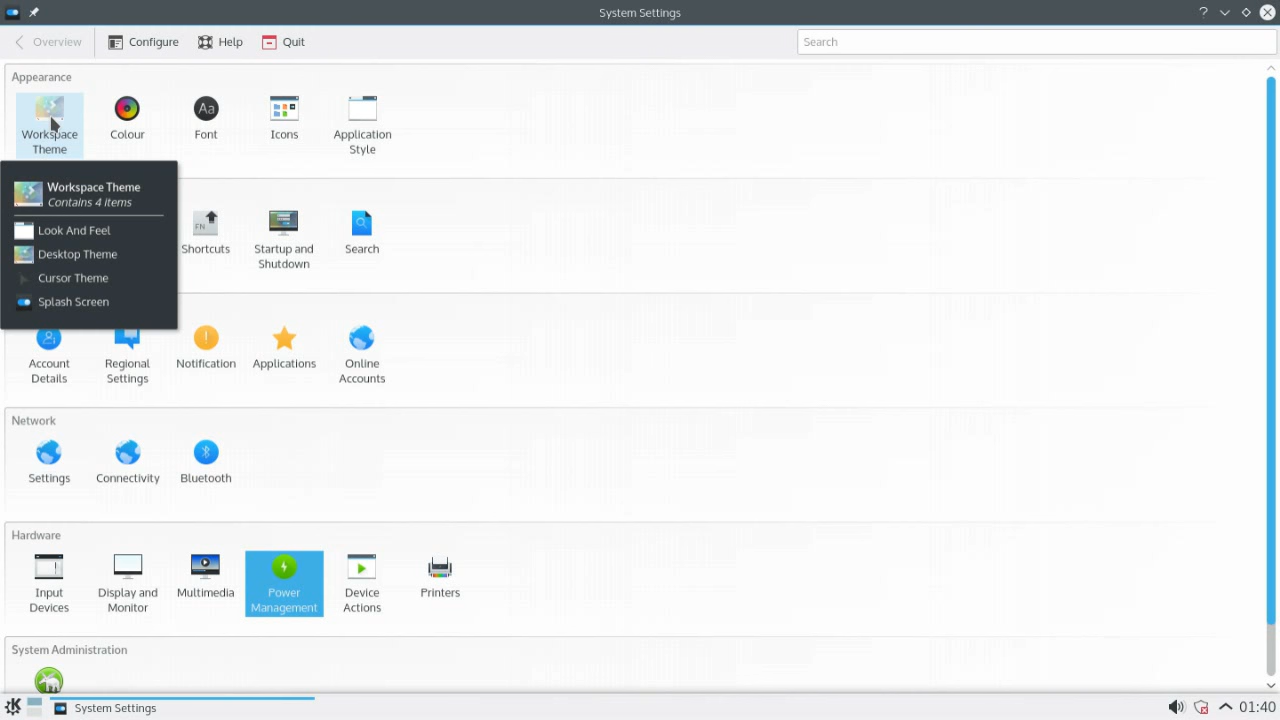 System Settings
?
Overview
Configure
Help
Quit
Search
Appearance
Workspace
Theme
Colour
Aa
Font
Icons
Application
Style
Workspace Theme
Contains 4 items
Look And Feel
Desktop Theme
Cursor Theme
Splash Screen
FN
Shortcuts
Startup and
Shutdown
Search
Account
Details
Regional
Settings
Notification
Applications
Online
Accounts
Network
Settings
Connectivity
Bluetooth
Hardware
Input
Devices
Display and
Monitor
Multimedia
Power
Management
Device
Actions
Printers
System Administration
System Settings
01:40